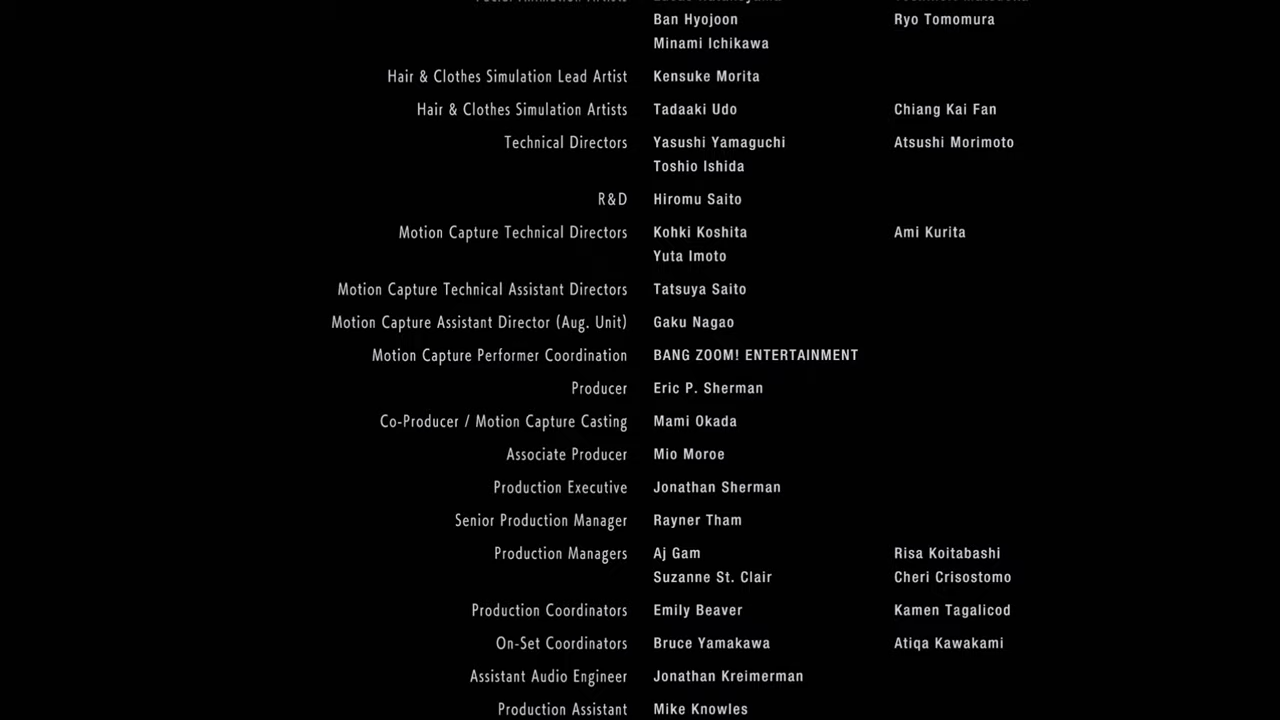 Ban Hyojoon Ryo Tomomura
Minami Ichikawa
Hair & Clothes Simulation Lead Artist Kensuke Morita
Hair & Clothes Simulation Artists Tadaaki Udo Chiang Kai Fan
Technical Directors Yasushi Yamaguchi Atsushi Morimoto
Toshio Ishida
R&D Hiromu Saito
Motion Capture Technical Directors Kohki Koshita Ami Kurita
Yuta Imoto
Motion Capture Technical Assistant Directors Tatsuya Saito
Motion Capture Assistant Director (Aug. Unit) Gaku Nagao
Motion Capture Performer Coordination BANG ZOOM! ENTERTAINMENT
Producer Eric P. Sherman
Co-Producer / Motion Capture Casting Mami Okada
Associate Producer Mio Moroe
Production Executive Jonathan Sherman
Senior Production Manager Rayner Tham
Production Managers Aj Gam Risa Koitabashi
Suzanne St. Clair Cheri Crisostomo
Production Coordinators Emily Beaver Kamen Tagalicod
On-Set Coordinators Bruce Yamakawa Atiqa Kawakami
Assistant Audio Engineer Jonathan Kreimerman
Production Assistant Mike Knowles